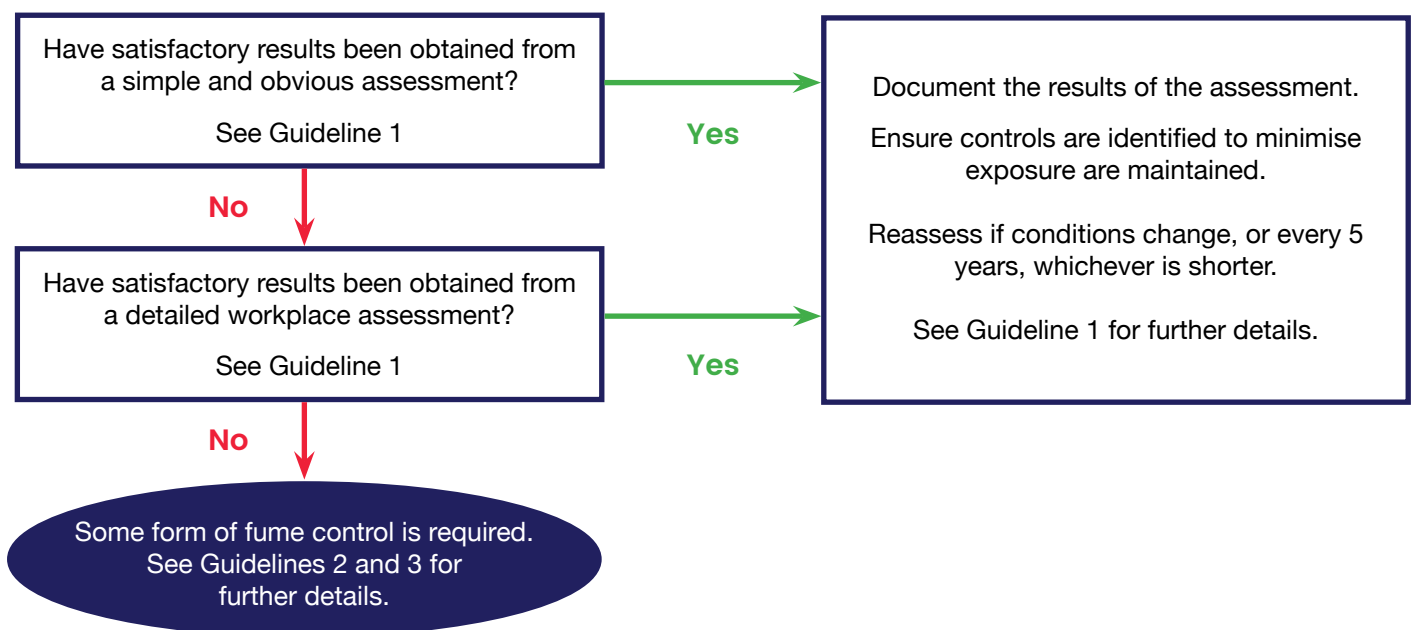 Have satisfactory results been obtained from
a simple and obvious assessment?
See Guideline 1
Yes
Document the results of the assessment.
Ensure controls are identified to minimise
exposure are maintained.
Reassess if conditions change, or every 5
years, whichever is shorter.
See Guideline 1 for further details.
No
Have satisfactory results been obtained from
a detailed workplace assessment?
See Guideline 1
Yes
No
Some form of fume control is required.
See Guidelines 2 and 3 for
further details.